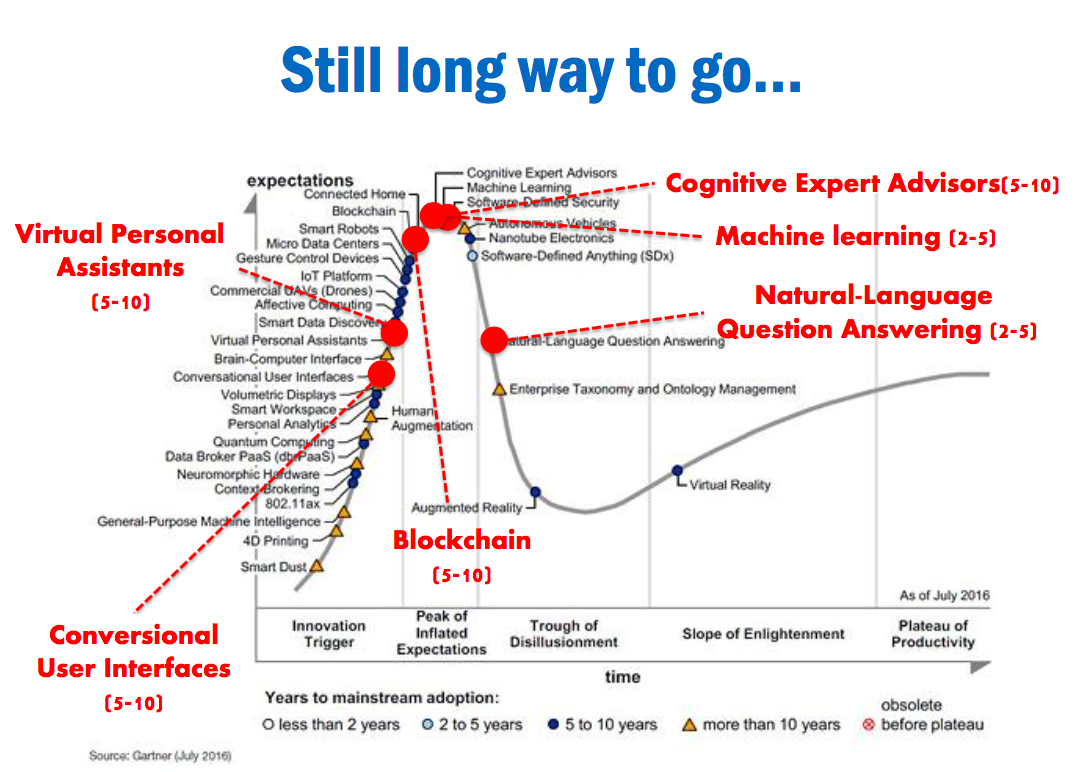 Still long way to go...
expectations
Cognitive Expert Advisors
Machine Learning
Software-Defined Security
Connected Home
Blockchain
Autonomous Vehicles
Smart Robots
Nanotube Electronics
Micro Data Centers
Software-Defined Anything (SDx)
Gesture Control Devices
IoT Platform
Commercial UAVs (Drones)
Affective Computing
Smart Data Discovery
Virtual Personal Assistants
Natural-Language Question Answering
Brain-Computer Interface
Conversational User Interfaces
Enterprise Taxonomy and Ontology Management
Volumetric Displays
Smart Workspace
Human
Augmentation
Personal Analytics
Quantum Computing
Data Broker PaaS (dbrPaaS)
Neuromorphic Hardware
Virtual Reality
Context Brokering
802.11ax
Augmented Reality
General-Purpose Machine Intelligence
4D Printing
Smart Dust
Cognitive Expert Advisors(5-10)
Machine learning (2-5)
Virtual Personal
Assistants
(5-10)
Natural-Language
Question Answering (2-5)
Blockchain
(5-10)
Conversional
User Interfaces
(5-10)
As of July 2016
Innovation
Trigger
Peak of
Inflated
Expectations
Trough of
Disillusionment
Slope of Enlightenment
Plateau of
Productivity
time
Years to mainstream adoption:
less than 2 years
2 to 5 years
5 to 10 years
more than 10 years
obsolete
before plateau
Source: Gartner (July 2016)